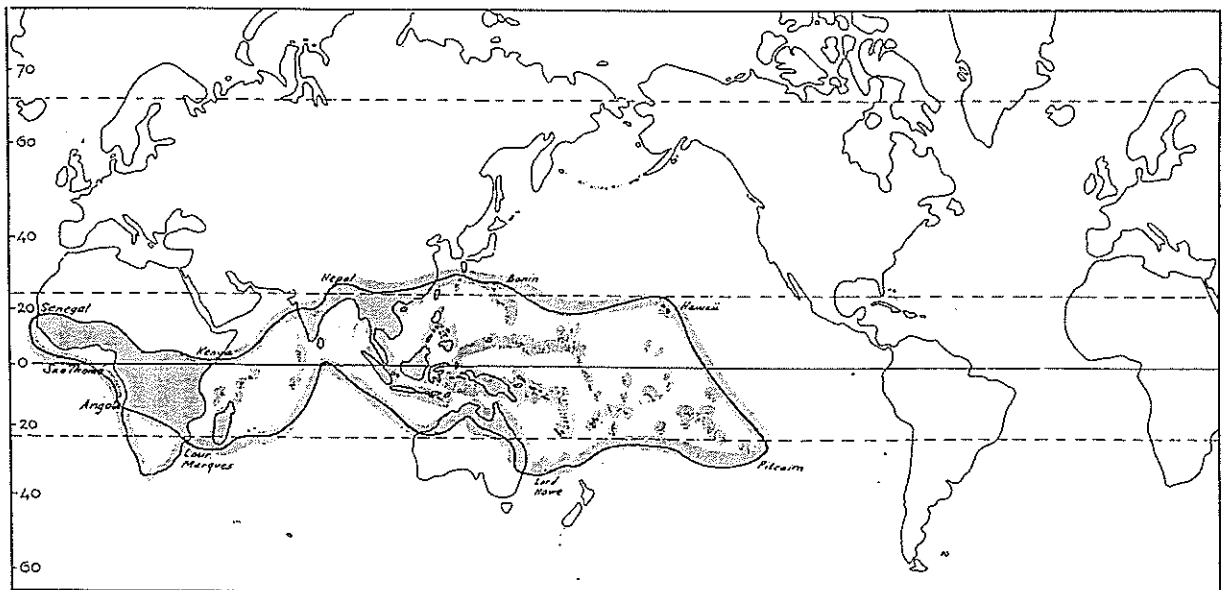 70
60
40
20
0
20
40
60
Senegal
Nepal
Bonin
Hawaii
Kenya
Sao Thomé
Angola
Lour.
Marques
Lord
Howe
Pitcairn